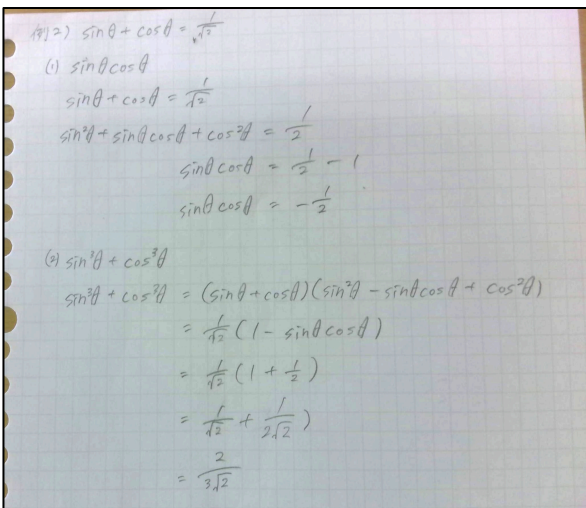 例2) sinθ + cosθ = 1/√2
(1) sinθcosθ
sinθ + cosθ = 1/√2
sin²θ + sinθcosθ + cos²θ = 1/2
sinθcosθ = 1/2 - 1
sinθcosθ = - 1/2
(2) sin³θ + cos³θ
sin³θ + cos³θ = (sinθ + cosθ)(sin²θ - sinθcosθ + cos²θ)
= 1/√2 (1 - sinθcosθ)
= 1/√2 (1 + 1/2)
= 1/√2 + 1/2√2)
= 2/3√2